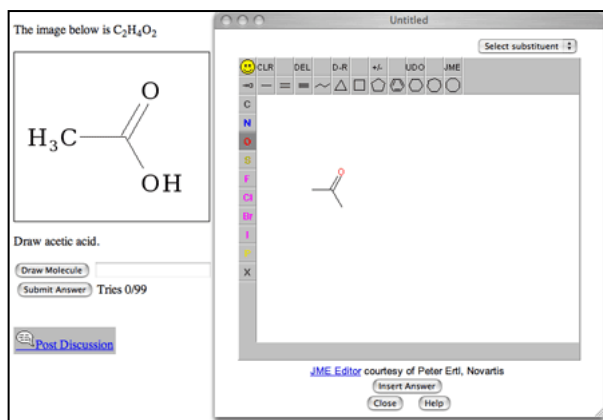 The image below is C₂H₄O₂
O
H₃C
OH
Draw acetic acid.
Draw Molecule
Submit Answer Tries 0/99
Post Discussion
Untitled
Select substituent
CLR DEL D-R +/- UDO JME
C
N
O
S
F
Cl
Br
I
P
X
O
JME Editor courtesy of Peter Ertl, Novartis
Insert Answer
Close Help